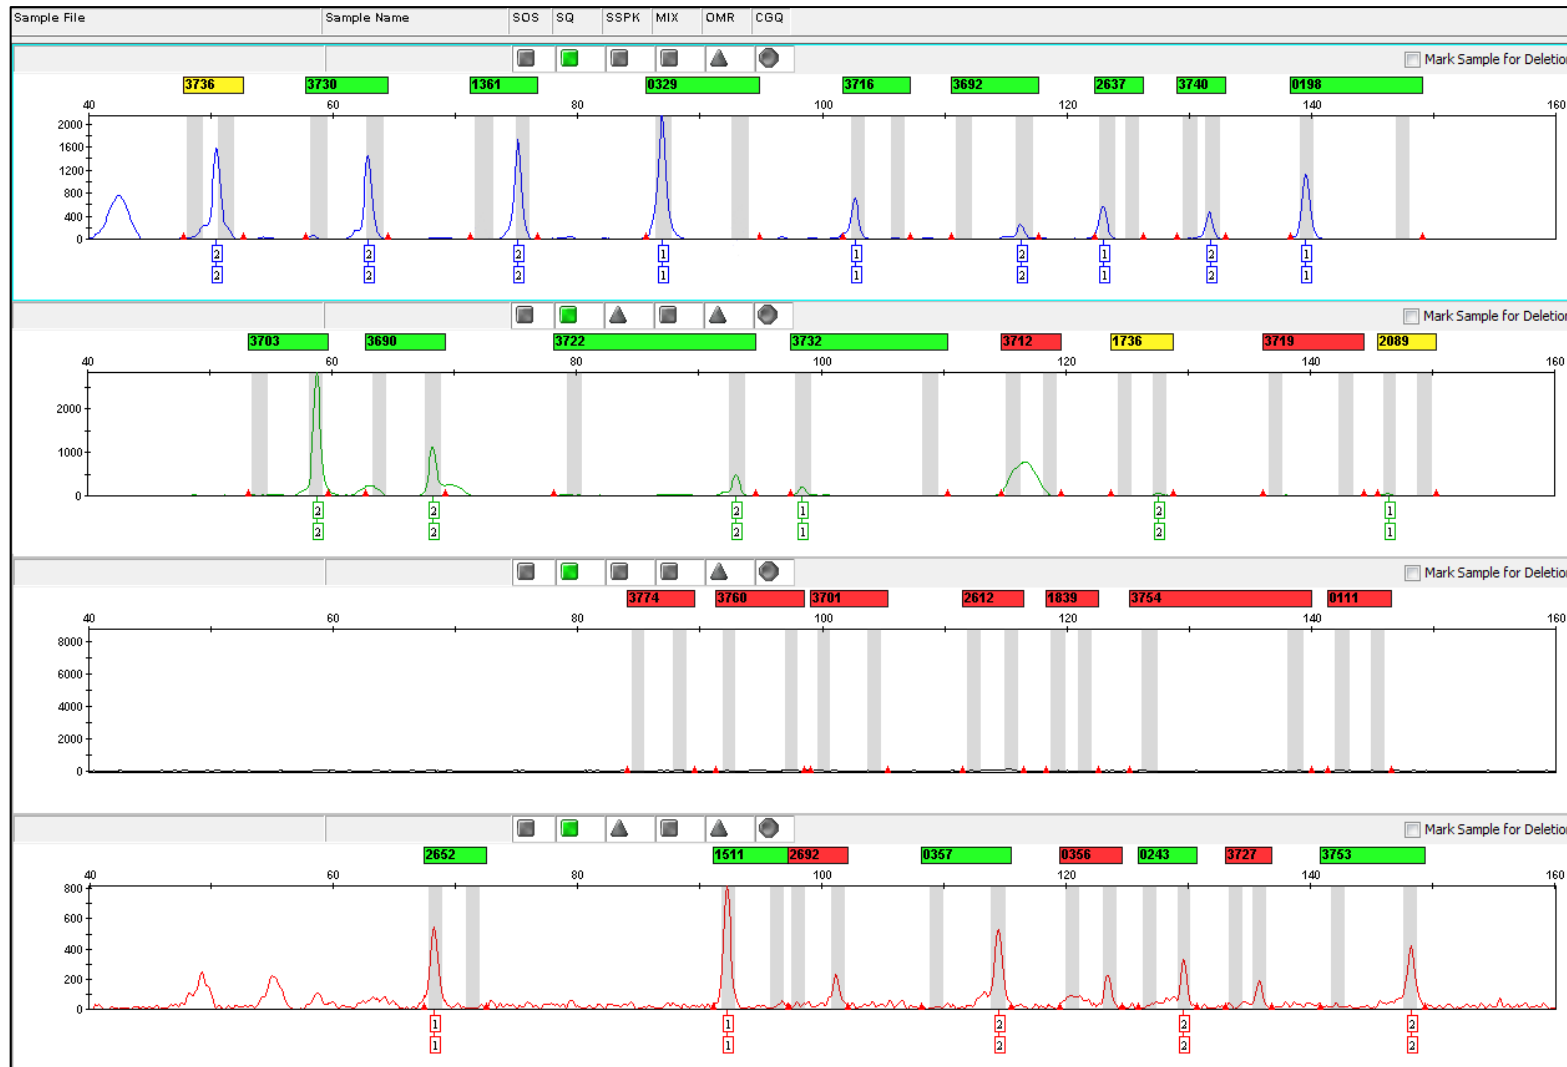 Sample File Sample Name SOS SQ SSPK MIX OMR CGQ
Mark Sample for Deletio
3736 3730 1361 0329 3716 3692 2637 3740 0198
40 60 80 100 120 140 160
2000
1600
1200
800
400
0
2 2 2 1 1 2 1 2 1
2 2 2 1 1 2 1 2 1
Mark Sample for Deletio
3703 3690 3722 3732 3712 1736 3719 2089
40 60 80 100 120 140 160
2000
1000
0
2 2 2 1 2 1
2 2 2 1 2 1
Mark Sample for Deletio
3774 3760 3701 2612 1839 3754 0111
40 60 80 100 120 140 160
8000
6000
4000
2000
0
Mark Sample for Deletio
2652 1511 2692 0357 0356 0243 3727 3753
40 60 80 100 120 140 160
800
600
400
200
0
1 1 2 2 2
1 1 2 2 2